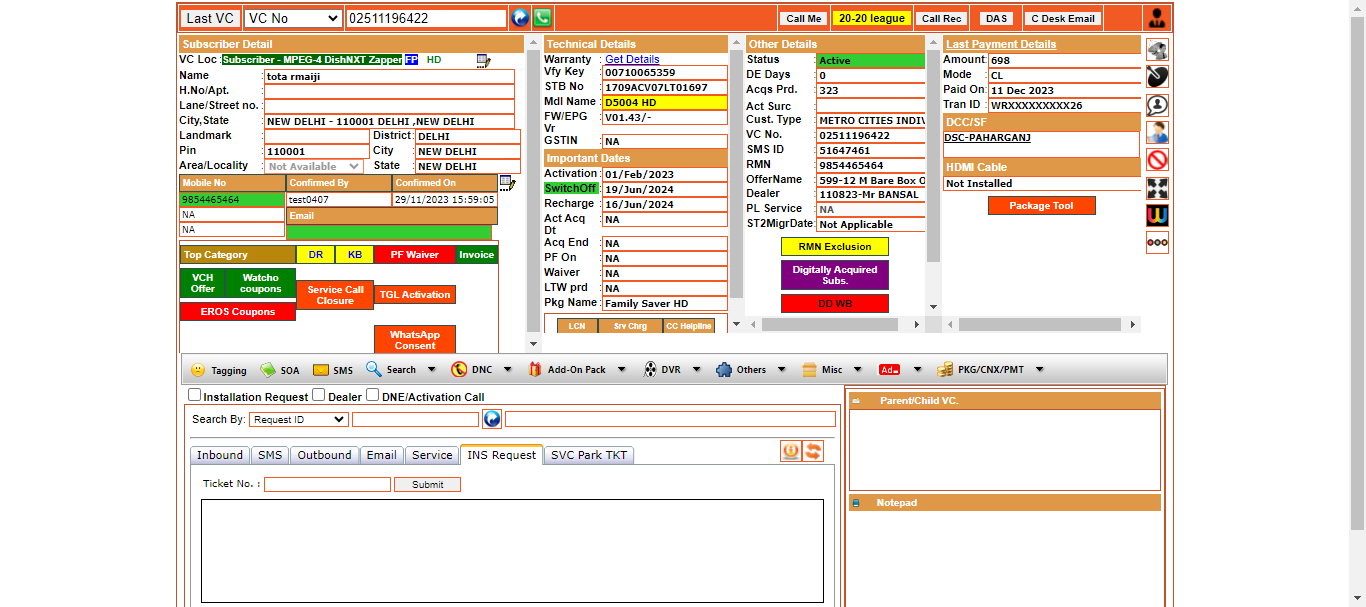 Last VC VC No 02511196422 Call Me 20-20 league Call Rec DAS C Desk Email
Subscriber Detail
VC Loc : Subscriber - MPEG-4 DishNXT Zapper FP HD
Name : tota rmaiji
H.No/Apt. :
Lane/Street no. :
City,State : NEW DELHI - 110001 DELHI ,NEW DELHI
Landmark : District : DELHI
Pin : 110001 City : NEW DELHI
Area/Locality : Not Available State : NEW DELHI
Mobile No Confirmed By Confirmed On
9854465464 test0407 29/11/2023 15:59:05
NA Email
NA
Top Category DR KB PF Waiver Invoice
VCH Offer Watcho coupons Service Call Closure TGL Activation
EROS Coupons
WhatsApp Consent
Technical Details
Warranty : Get Details
Vfy Key : 00710065359
STB No : 1709ACV07LT01697
Mdl Name : D5004 HD
FW/EPG Vr : V01.43/-
GSTIN : NA
Important Dates
Activation : 01/Feb/2023
SwitchOff : 19/Jun/2024
Recharge : 16/Jun/2024
Act Acq Dt : NA
Acq End : NA
PF On : NA
Waiver : NA
LTW prd : NA
Pkg Name : Family Saver HD
LCN Srv Chrg CC Helpline
Other Details
Status : Active
DE Days : 0
Acqs Prd. : 323
Act Surc :
Cust. Type : METRO CITIES INDIV
VC No. : 02511196422
SMS ID : 51647461
RMN : 9854465464
OfferName : 599-12 M Bare Box O
Dealer : 110823-Mr BANSAL
PL Service : NA
ST2MigrDate : Not Applicable
RMN Exclusion
Digitally Acquired Subs.
DO WB
Last Payment Details
Amount : 698
Mode : CL
Paid On : 11 Dec 2023
Tran ID : WRXXXXXXXXX26
DCC/SF
DSC-PAHARGANJ
HDMI Cable
Not Installed
Package Tool
Tagging SOA SMS Search DNC Add-On Pack DVR Others Misc Ad PKG/CNX/PMT
Installation Request Dealer DNE/Activation Call
Search By: Request ID
Inbound SMS Outbound Email Service INS Request SVC Park TKT
Ticket No. : Submit
Parent/Child VC.
Notepad